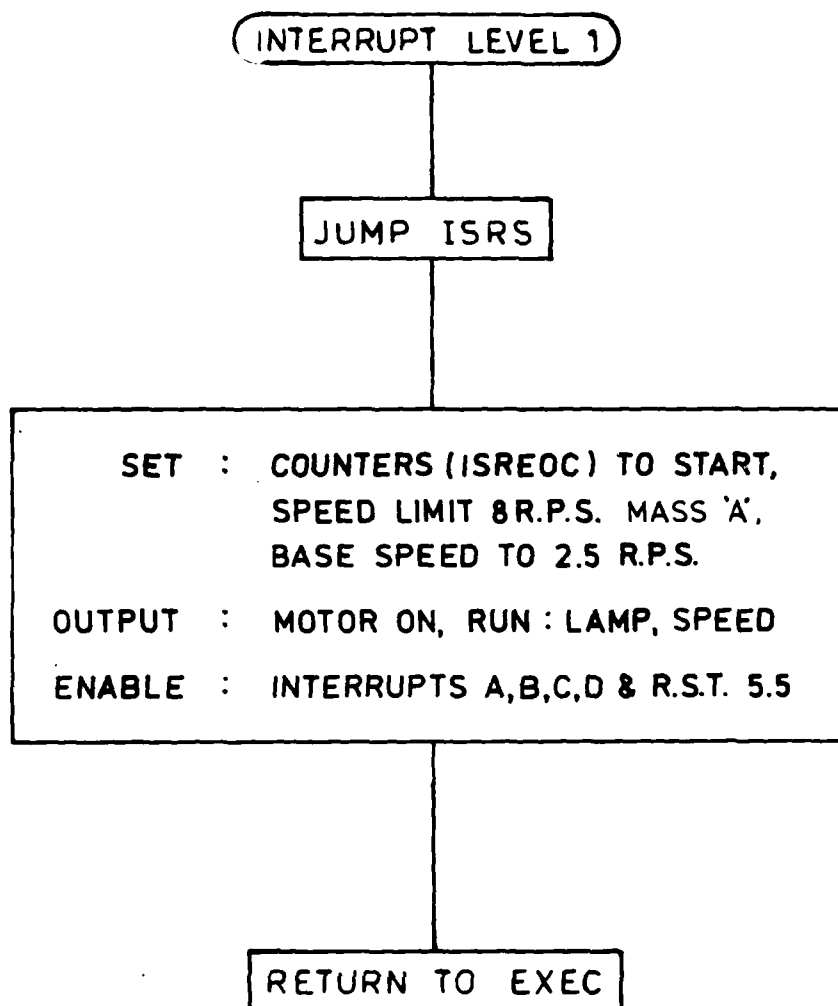 INTERRUPT LEVEL 1
JUMP ISRS
SET : COUNTERS (ISREOC) TO START,
SPEED LIMIT 8 R.P.S. MASS 'A',
BASE SPEED TO 2.5 R.P.S.
OUTPUT : MOTOR ON, RUN : LAMP, SPEED
ENABLE : INTERRUPTS A,B,C,D & R.S.T. 5.5
RETURN TO EXEC